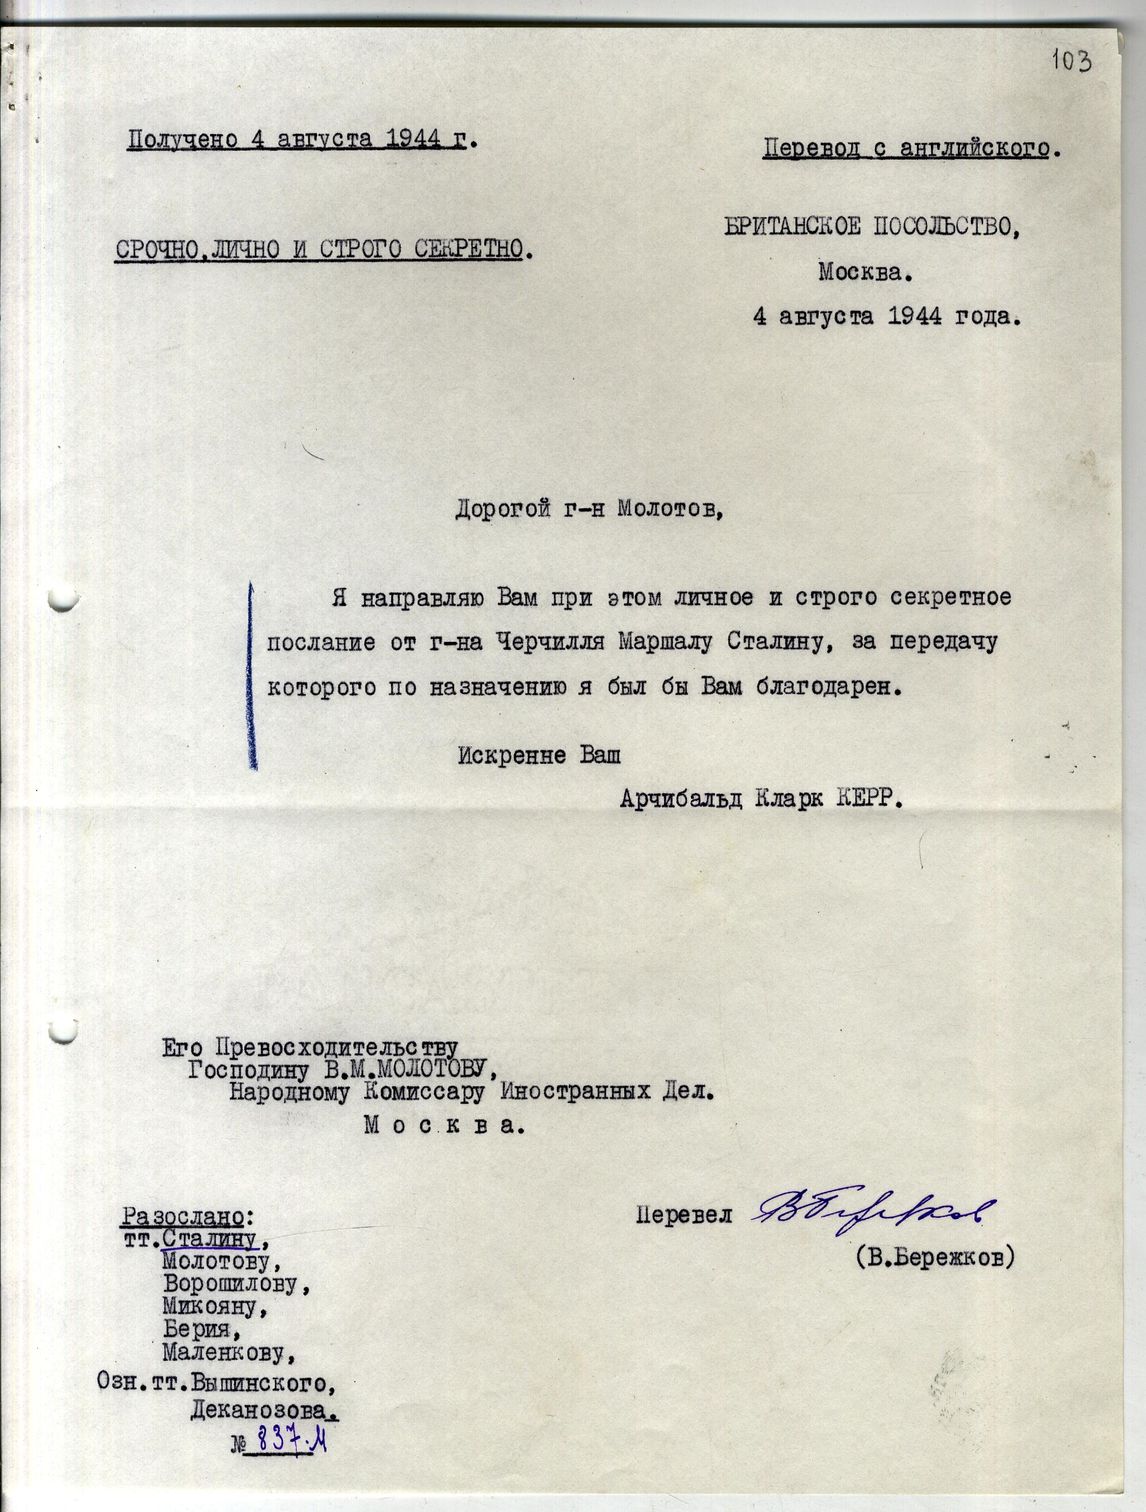 103
Получено 4 августа 1944 г.
Перевод с английского.
СРОЧНО, ЛИЧНО И СТРОГО СЕКРЕТНО.
БРИТАНСКОЕ ПОСОЛЬСТВО,
Москва.
4 августа 1944 года.
Дорогой г-н Молотов,
Я направляю Вам при этом личное и строго секретное
послание от г-на Черчилля Маршалу Сталину, за передачу
которого по назначению я был бы Вам благодарен.
Искренне Ваш
Арчибальд Кларк КЕРР.
Его Превосходительству
Господину В.М.МОЛОТОВУ,
Народному Комиссару Иностранных Дел.
М о с к в а.
Перевел ВБережков
(В.Бережков)
Разослано:
тт.Сталину,
Молотову,
Ворошилову,
Микояну,
Берия,
Маленкову,
Озн.тт.Вышинского,
Деканозова.
№ 837.М